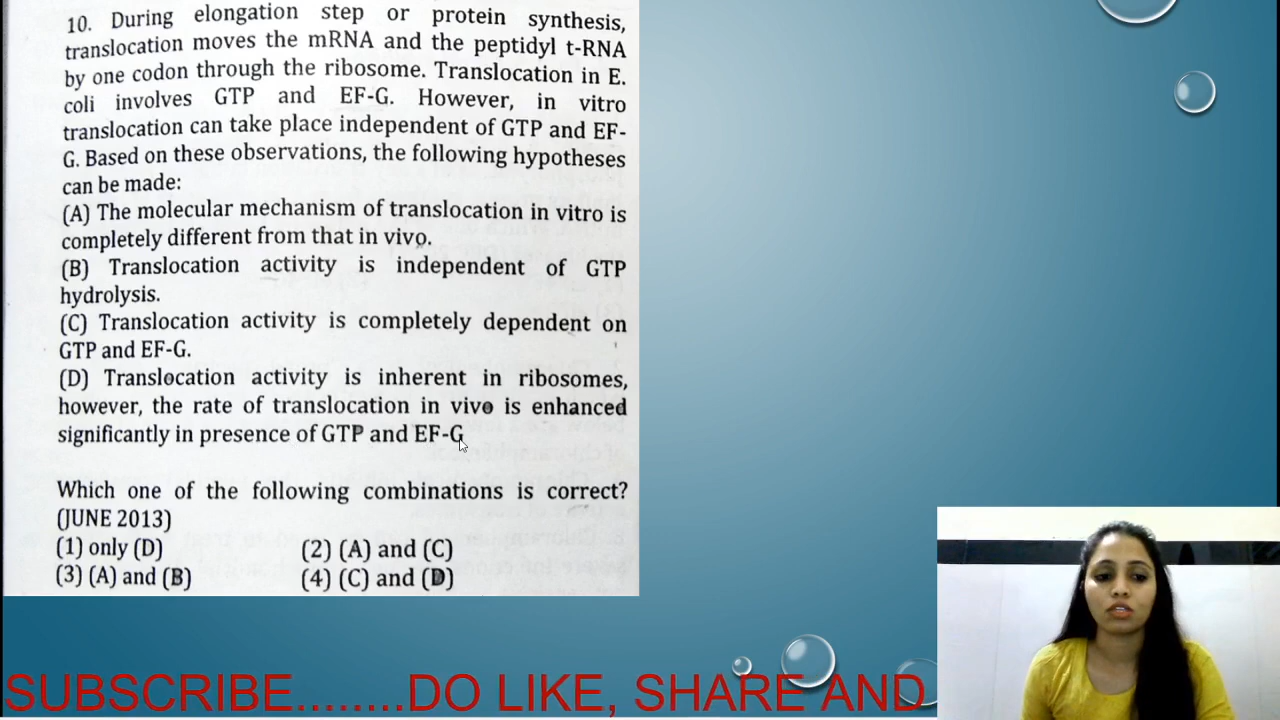 10. During elongation step or protein synthesis,
translocation moves the mRNA and the peptidyl t-RNA
by one codon through the ribosome. Translocation in E.
coli involves GTP and EF-G. However, in vitro
translocation can take place independent of GTP and EF-
G. Based on these observations, the following hypotheses
can be made:
(A) The molecular mechanism of translocation in vitro is
completely different from that in vivo.
(B) Translocation activity is independent of GTP
hydrolysis.
(C) Translocation activity is completely dependent on
GTP and EF-G.
(D) Translocation activity is inherent in ribosomes,
however, the rate of translocation in vivo is enhanced
significantly in presence of GTP and EF-G
Which one of the following combinations is correct?
(JUNE 2013)
(1) only (D) (2) (A) and (C)
(3) (A) and (B) (4) (C) and (D)
SUBSCRIBE........DO LIKE, SHARE AND